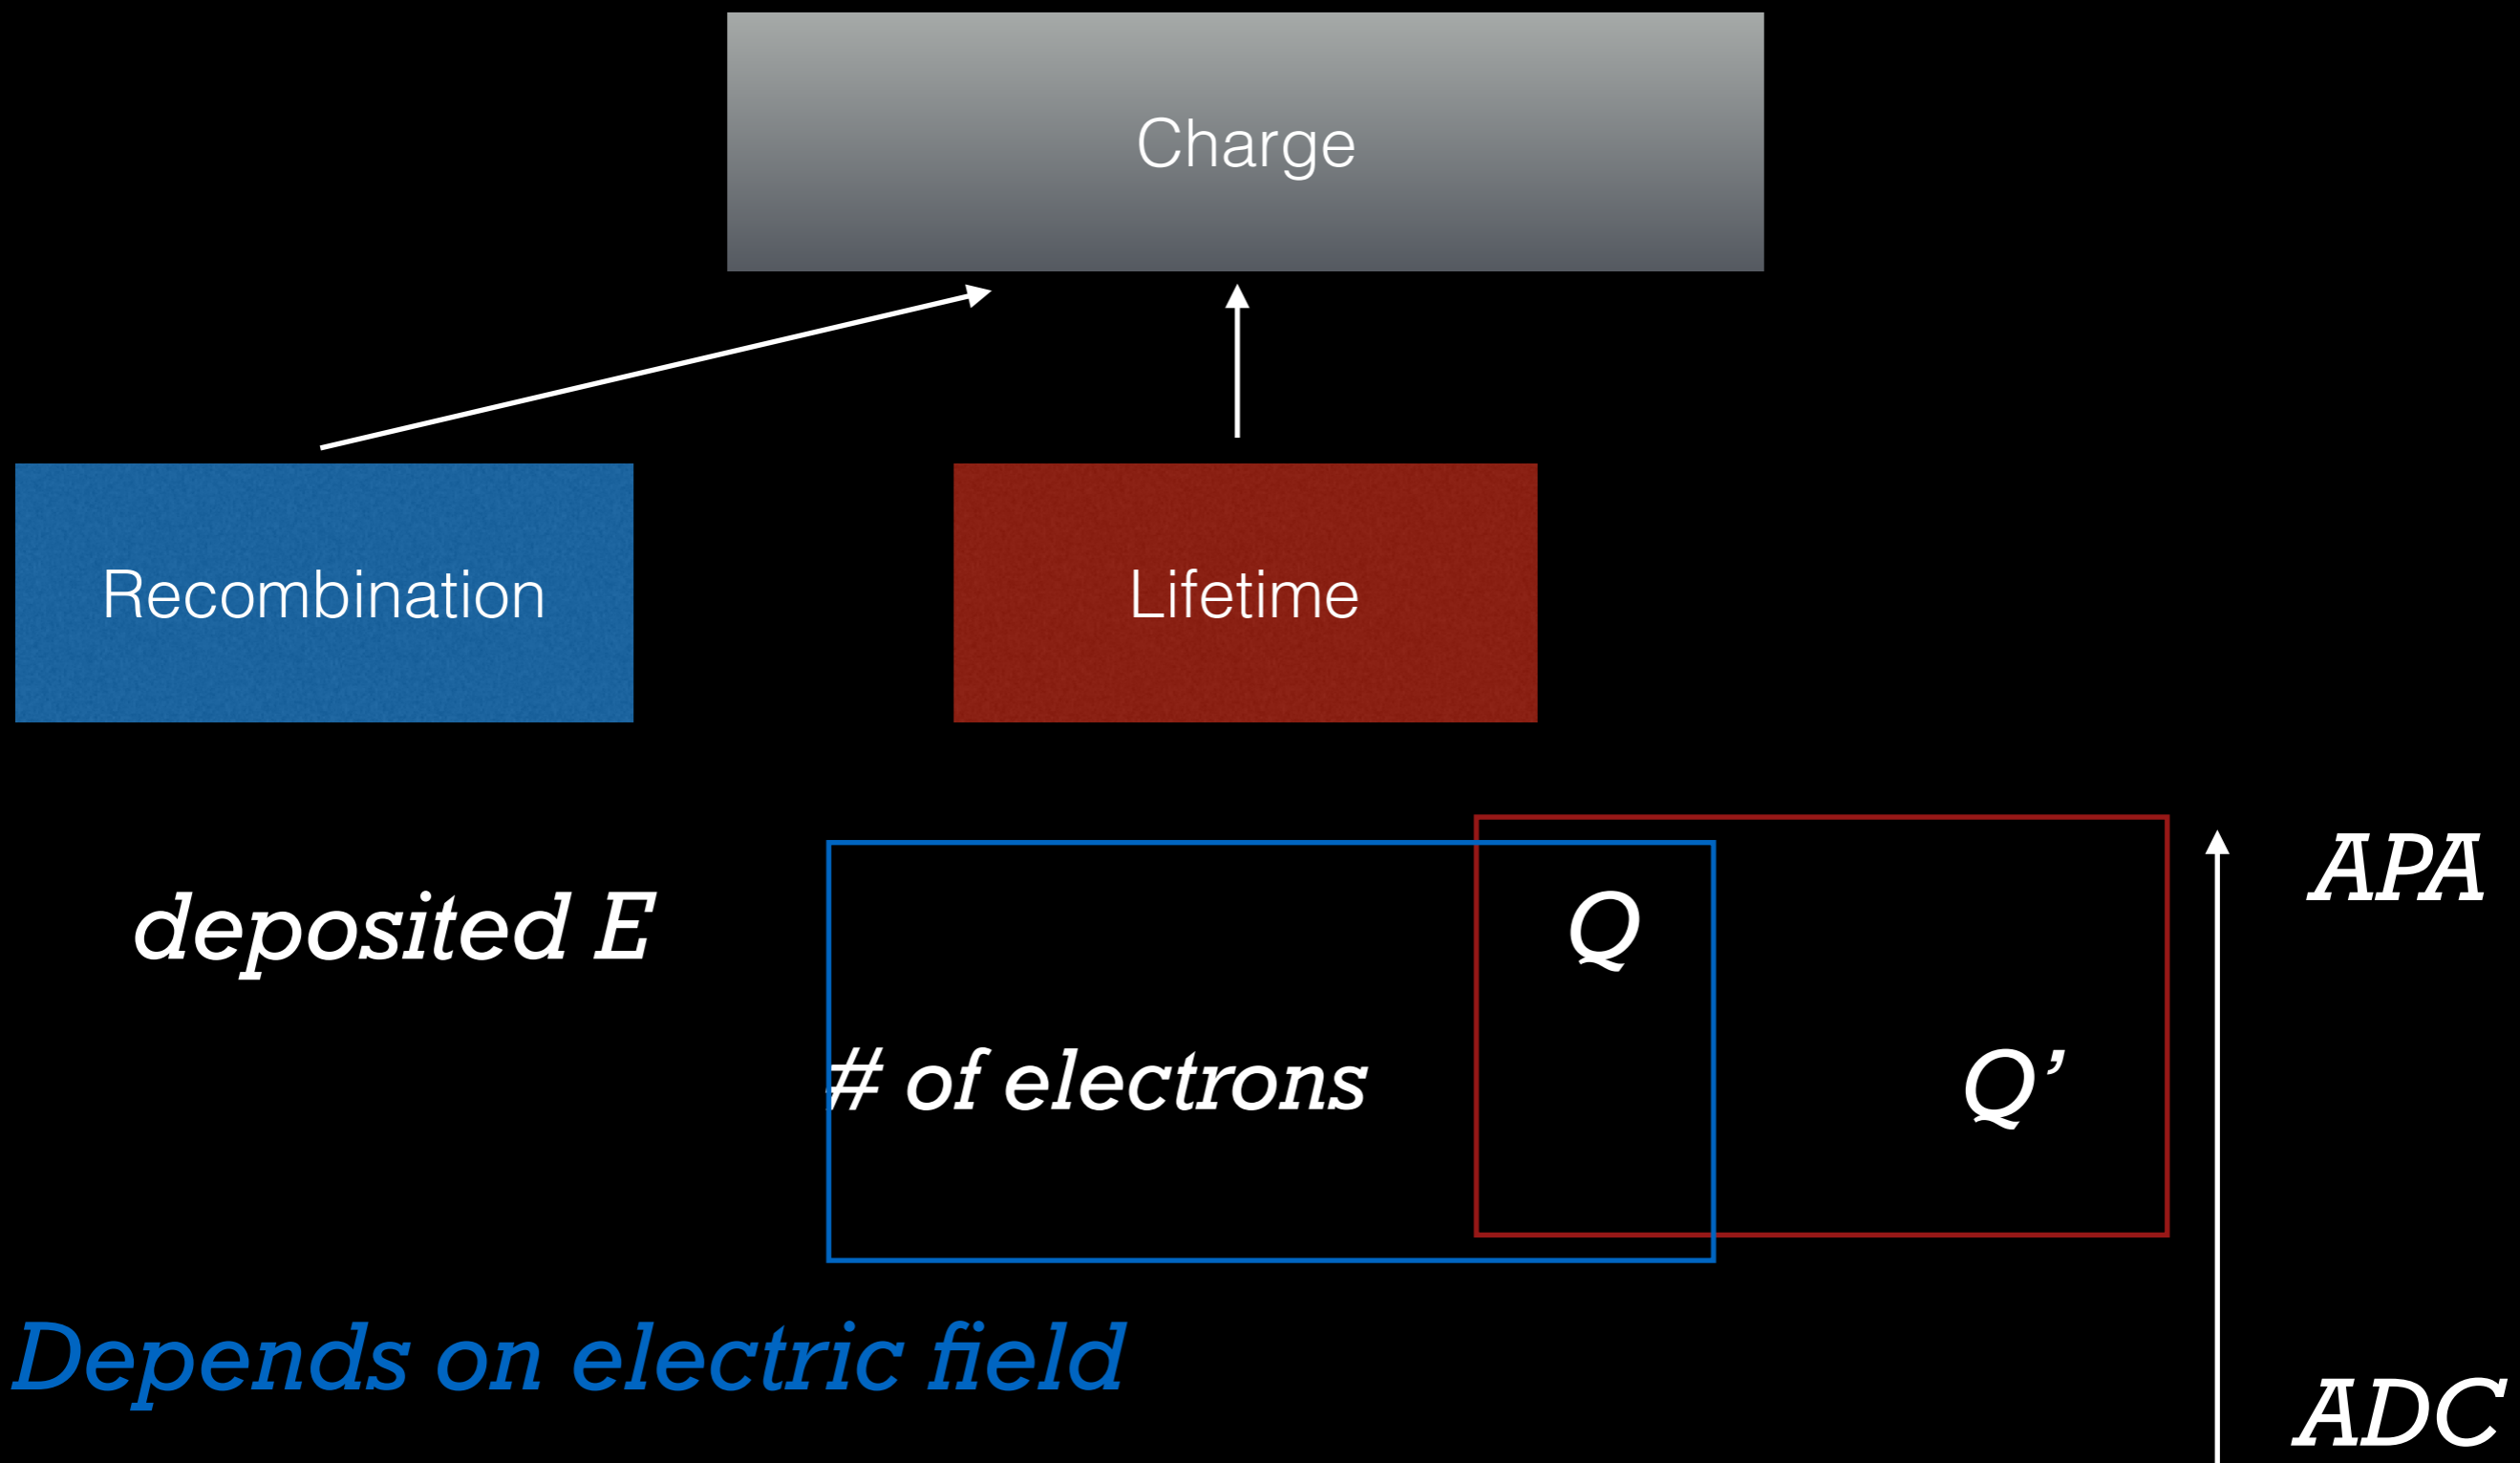 Charge
Recombination
Lifetime
APA
deposited E
Q
# of electrons
Q’
Depends on electric field
ADC